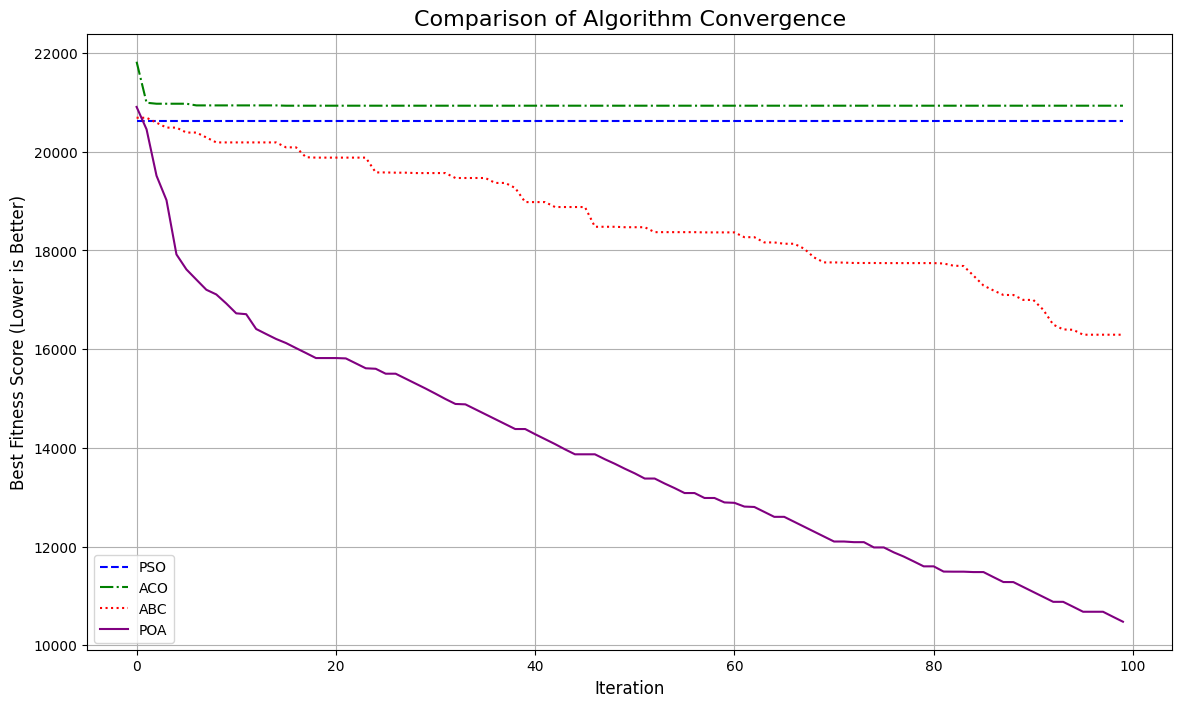 Comparison of Algorithm Convergence
Best Fitness Score (Lower is Better)
22000
20000
18000
16000
14000
12000
10000
PSO
ACO
ABC
POA
0
20
40
60
80
100
Iteration